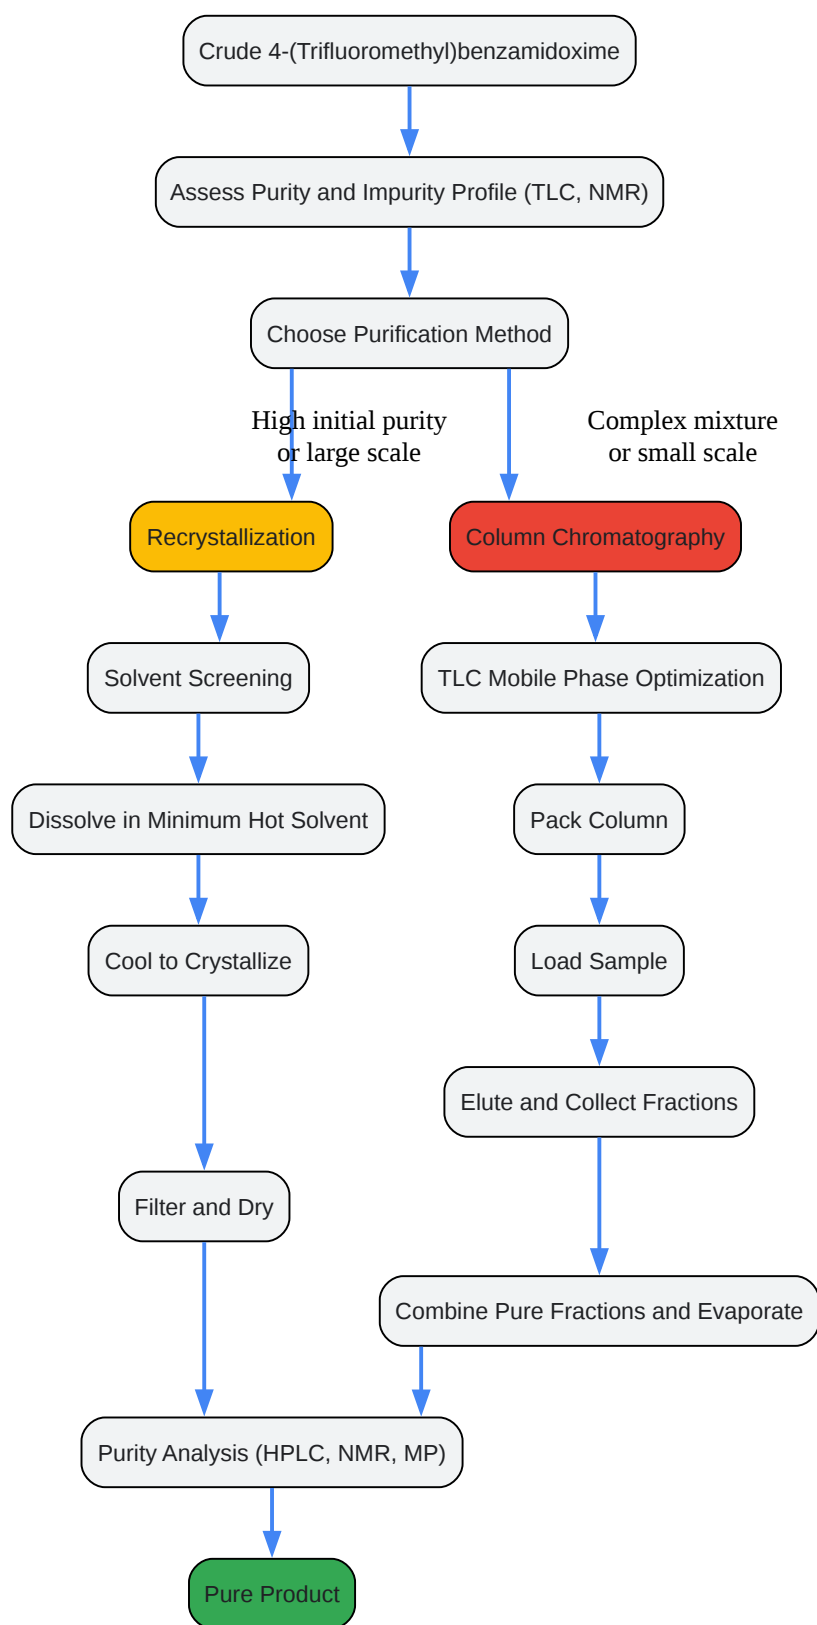 Crude 4-(Trifluoromethyl)benzamidoxime
Assess Purity and Impurity Profile (TLC, NMR)
Choose Purification Method
High initial purity
or large scale
Complex mixture
or small scale
Recrystallization
Column Chromatography
Solvent Screening
TLC Mobile Phase Optimization
Dissolve in Minimum Hot Solvent
Pack Column
Cool to Crystallize
Load Sample
Elute and Collect Fractions
Filter and Dry
Combine Pure Fractions and Evaporate
Purity Analysis (HPLC, NMR, MP)
Pure Product